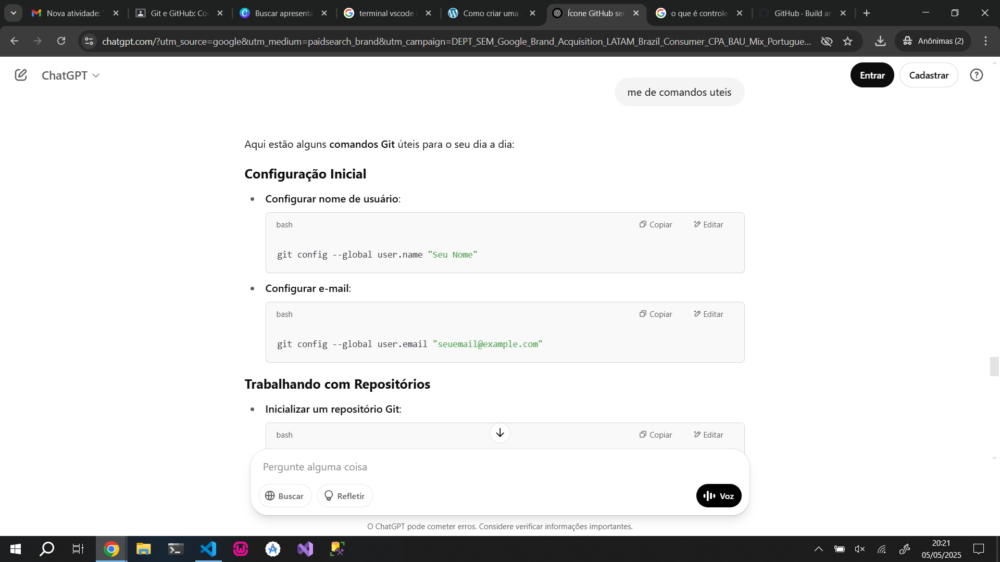 Nova atividade: "
Git e GitHub: Co
Buscar apresenta
terminal vscode
Como criar uma
Ícone GitHub ser
o que é controle
GitHub · Build an
chatgpt.com/?utm_source=google&utm_medium=paidsearch_brand&utm_campaign=DEPT_SEM_Google_Brand_Acquisition_LATAM_Brazil_Consumer_CPA_BAU_Mix_Portugue...
Anônimas (2)
ChatGPT
Entrar
Cadastrar
me de comandos uteis
Aqui estão alguns comandos Git úteis para o seu dia a dia:
Configuração Inicial
• Configurar nome de usuário:
bash
Copiar
Editar
git config --global user.name "Seu Nome"
• Configurar e-mail:
bash
Copiar
Editar
git config --global user.email "seuemail@example.com"
Trabalhando com Repositórios
• Inicializar um repositório Git:
bash
Copiar
Editar
Pergunte alguma coisa
Buscar
Refletir
Voz
O ChatGPT pode cometer erros. Considere verificar informações importantes.
20:21
05/05/2025